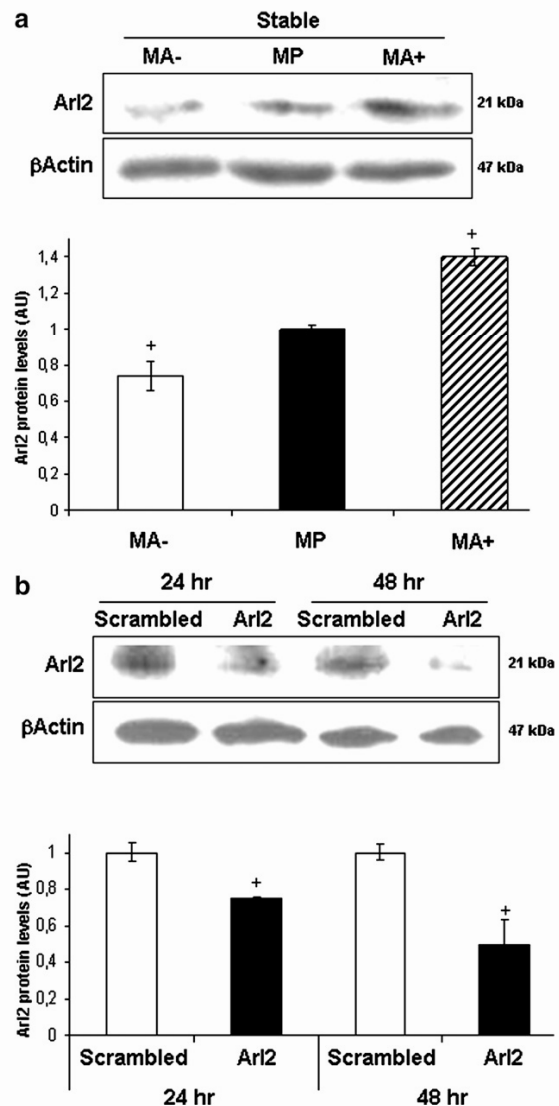 a
Stable
MA- MP MA+
Arl2 21 kDa
βActin 47 kDa
Arl2 protein levels (AU)
1,4
1,2
1
0,8
0,6
0,4
0,2
0
+
+
MA- MP MA+
b
24 hr 48 hr
Scrambled Arl2 Scrambled Arl2
Arl2 21 kDa
βActin 47 kDa
Arl2 protein levels (AU)
1
0,8
0,6
0,4
0,2
0
+
+
Scrambled Arl2 Scrambled Arl2
24 hr 48 hr